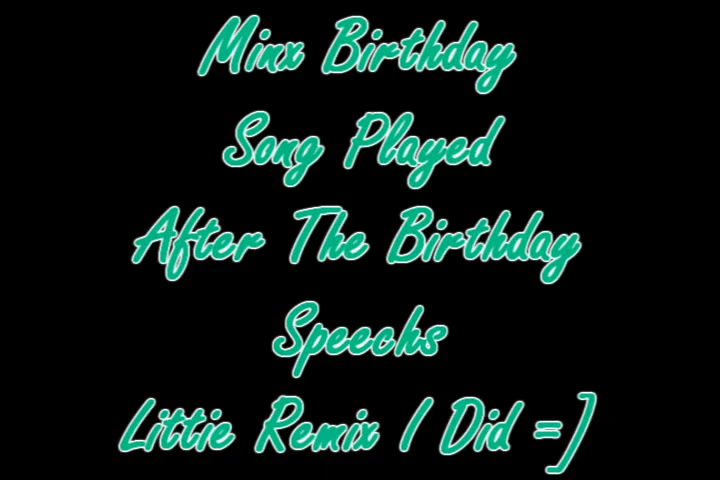 Minx Birthday
Song Played
After The Birthday
Speechs
Littie Remix I Did =]